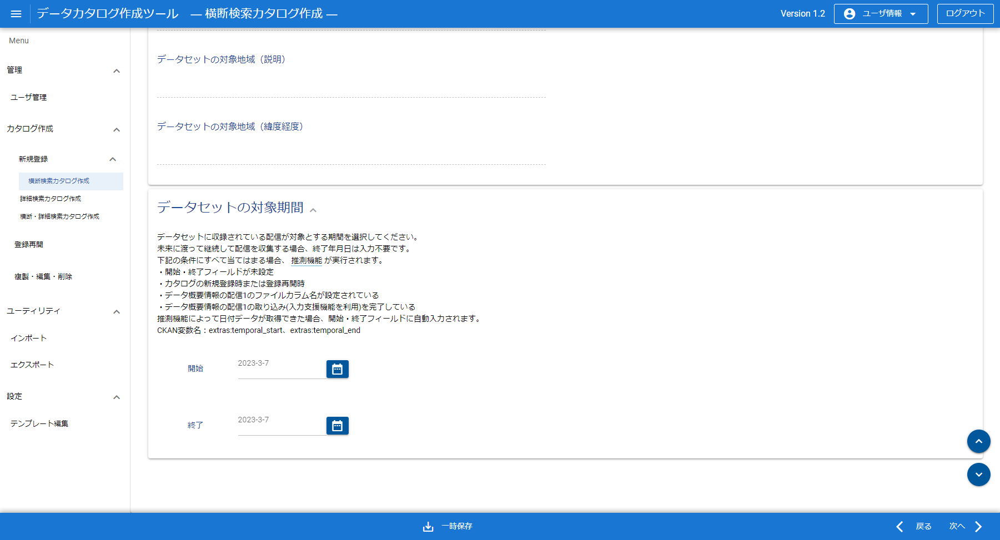 データカタログ作成ツール ― 横断検索カタログ作成 ―
Version 1.2
ユーザ情報
ログアウト
Menu
管理
ユーザ管理
カタログ作成
新規登録
横断検索カタログ作成
詳細検索カタログ作成
横断・詳細検索カタログ作成
登録再開
複製・編集・削除
ユーティリティ
インポート
エクスポート
設定
テンプレート編集
データセットの対象地域（説明）
データセットの対象地域（緯度経度）
データセットの対象期間
データセットに収録されている配信が対象とする期間を選択してください。
未来に渡って継続して配信を収集する場合、終了年月日は入力不要です。
下記の条件にすべて当てはまる場合、 推測機能 が実行されます。
・開始・終了フィールドが未設定
・カタログの新規登録時または登録再開時
・データ概要情報の配信1のファイルカラム名が設定されている
・データ概要情報の配信1の取り込み(入力支援機能を利用)を完了している
推測機能によって日付データが取得できた場合、開始・終了フィールドに自動入力されます。
CKAN変数名：extras:temporal_start、extras:temporal_end
開始
2023-3-7
終了
2023-3-7
一時保存
戻る
次へ